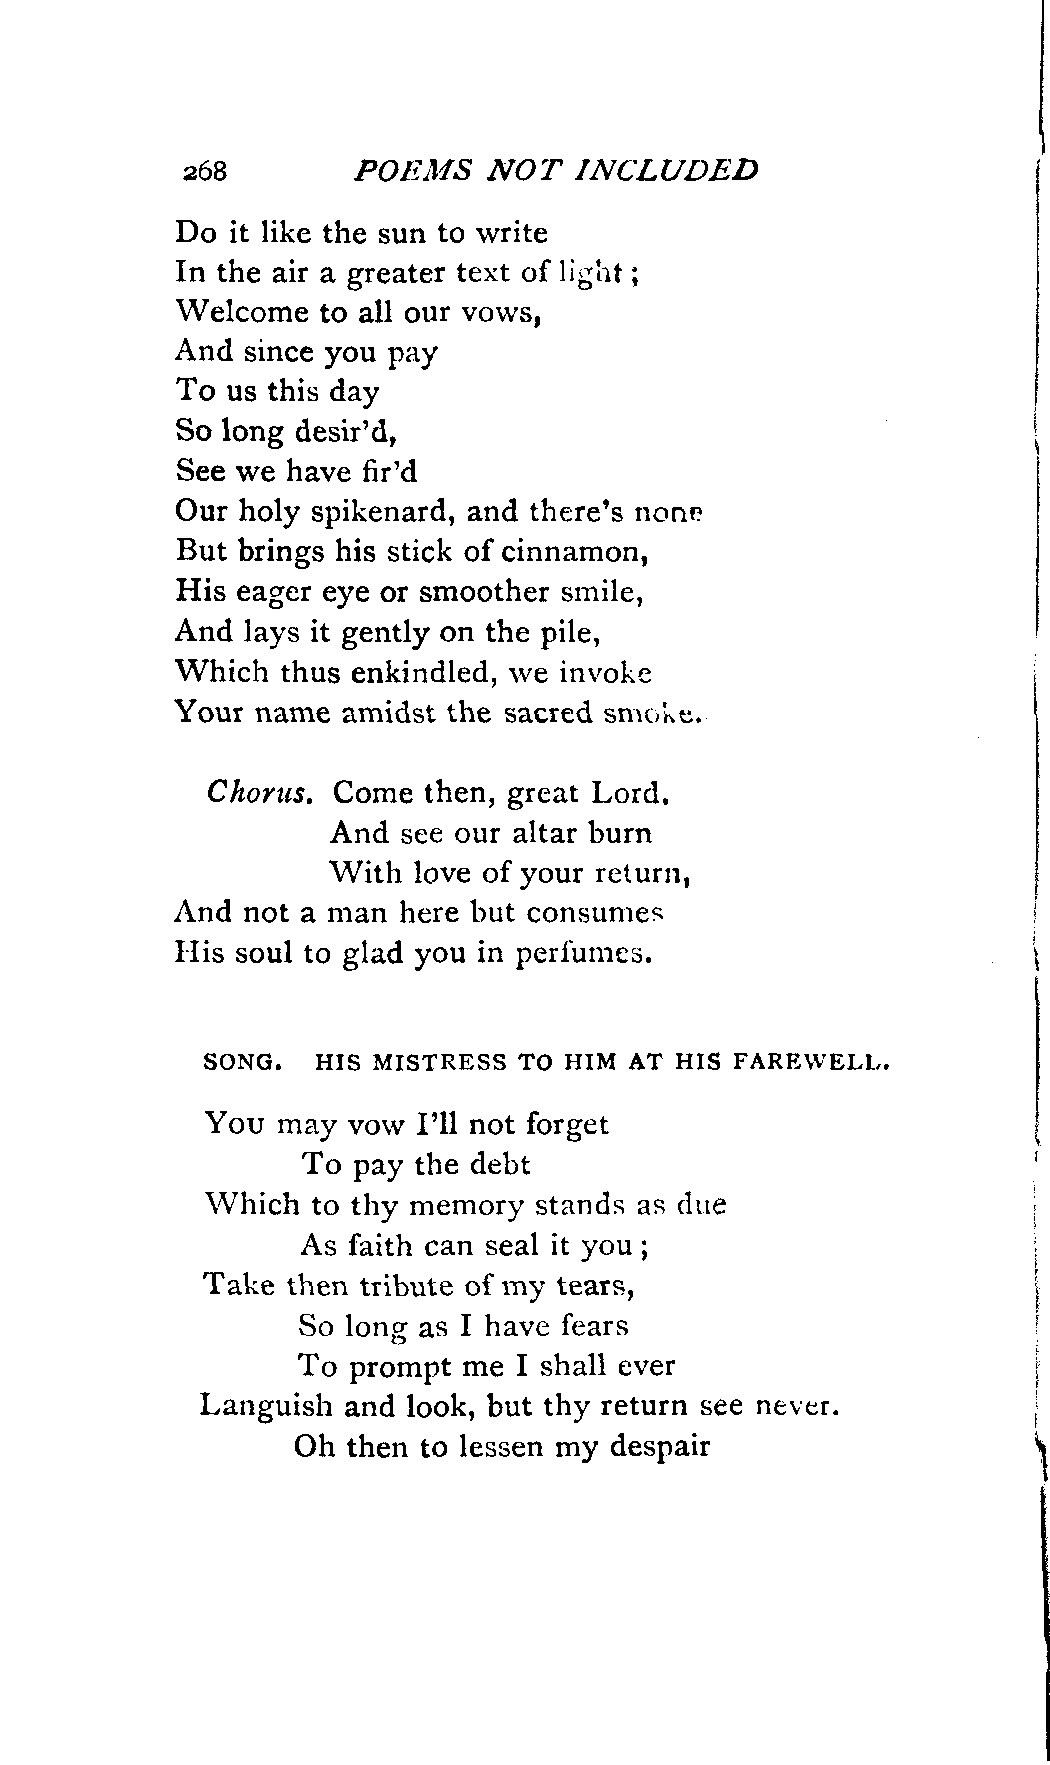 268 POEMS NOT INCLUDED
Do it like the sun to write
In the air a greater text of light ;
Welcome to all our vows,
And since you pay
To us this day
So long desir'd,
See we have fir'd
Our holy spikenard, and there's none
But brings his stick of cinnamon,
His eager eye or smoother smile,
And lays it gently on the pile,
Which thus enkindled, we invoke
Your name amidst the sacred smoke.
Chorus. Come then, great Lord.
And see our altar burn
With love of your return,
And not a man here but consumes
His soul to glad you in perfumes.
SONG. HIS MISTRESS TO HIM AT HIS FAREWELL.
You may vow I'll not forget
To pay the debt
Which to thy memory stands as due
As faith can seal it you ;
Take then tribute of my tears,
So long as I have fears
To prompt me I shall ever
Languish and look, but thy return see never.
Oh then to lessen my despair